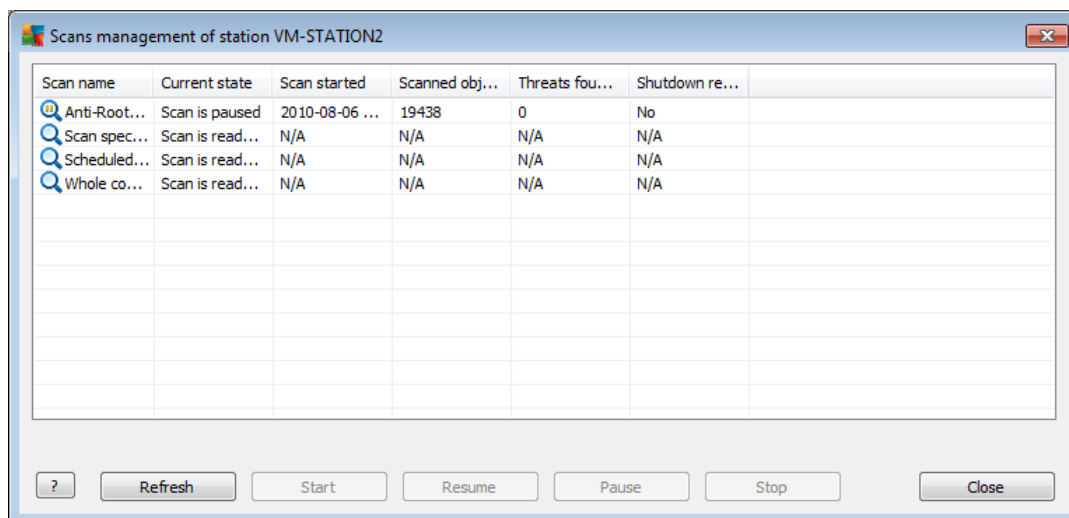 Scans management of station VM-STATION2
Scan name Current state Scan started Scanned obj... Threats fou... Shutdown re...
Anti-Root... Scan is paused 2010-08-06 ... 19438 0 No
Scan spec... Scan is read... N/A N/A N/A N/A
Scheduled... Scan is read... N/A N/A N/A N/A
Whole co... Scan is read... N/A N/A N/A N/A
? Refresh Start Resume Pause Stop Close